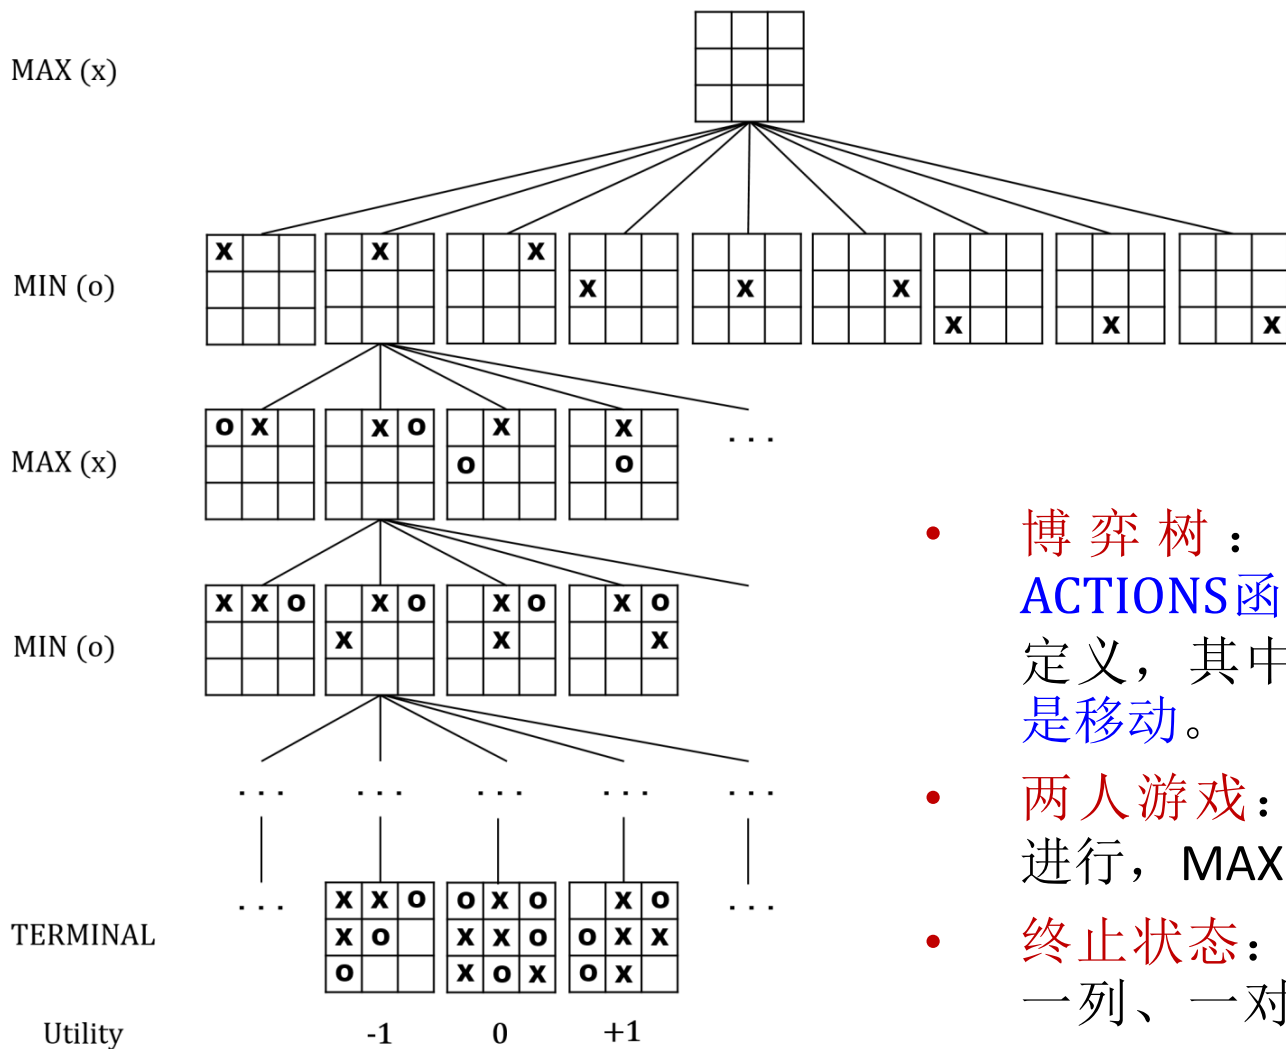 MAX (x)
X X X X X X X X X
MIN (o)
O X X O X X
O O
. . .
MAX (x)
X X O X O X O X O
X X X
MIN (o)
. . . . . . . . . . . . . . .
. . . . . .
X X O O X O X O
X O X X O O X X
O X O X O X
TERMINAL
Utility -1 0 +1
• 博弈树：
ACTIONS函
定义，其中
是移动。
• 两人游戏：
进行，MAX
• 终止状态：
一列、一对